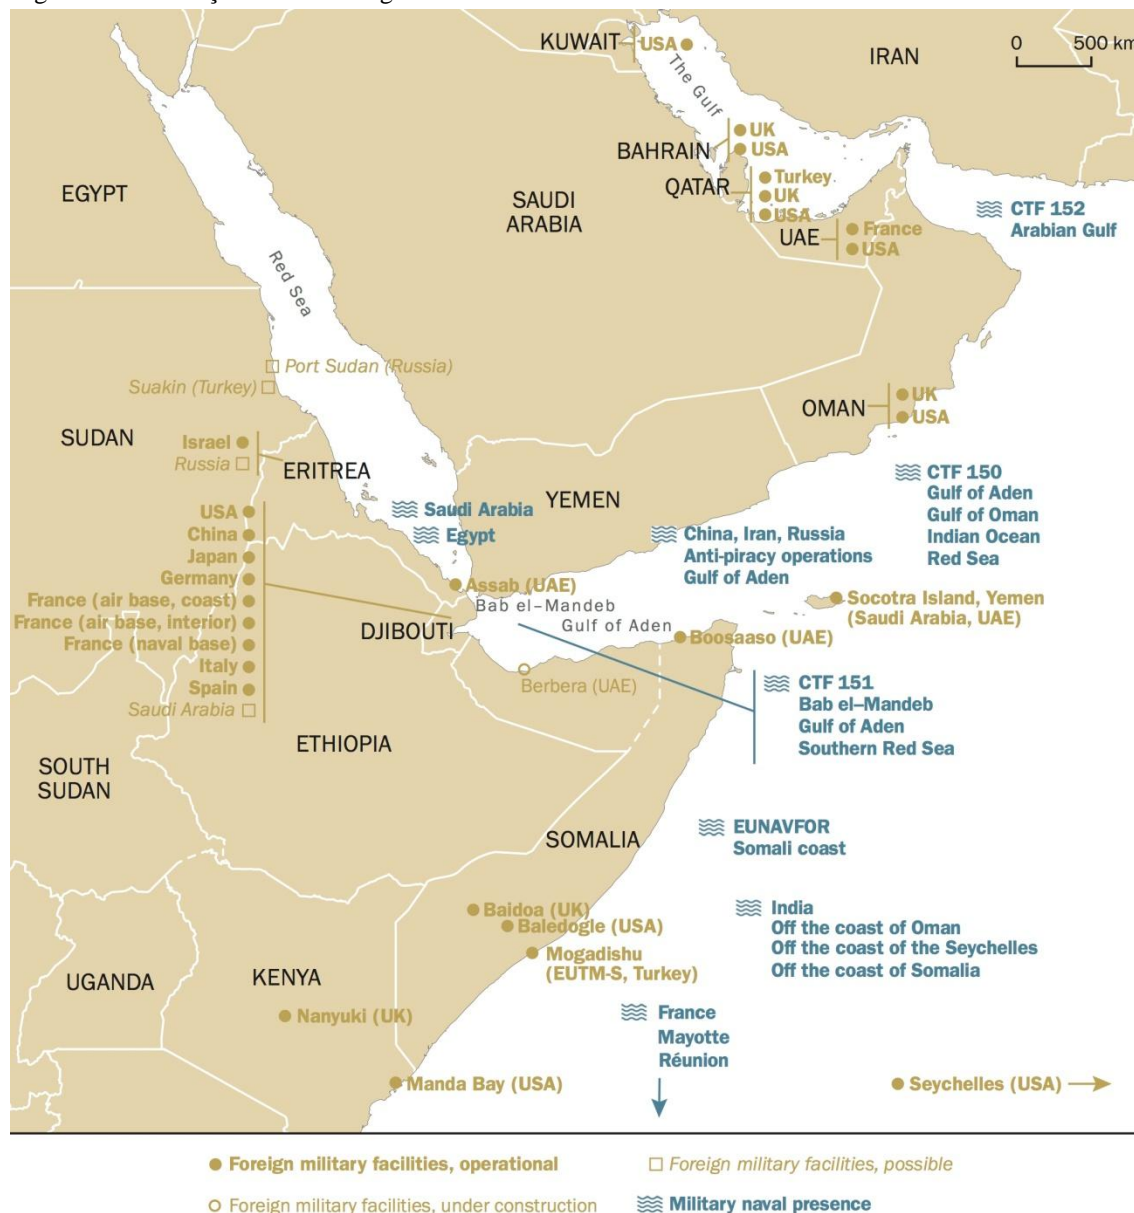 KUWAIT
USA
The Gulf
IRAN
0 500 km
BAHRAIN
UK
USA
QATAR
Turkey
UK
USA
UAE
France
USA
CTF 152
Arabian Gulf
EGYPT
SAUDI
ARABIA
Red Sea
Port Sudan (Russia)
Suakin (Turkey)
OMAN
UK
USA
SUDAN
Israel
Russia
ERITREA
USA
China
Japan
Germany
France (air base, coast)
France (air base, interior)
France (naval base)
Italy
Spain
Saudi Arabia
DJIBOUTI
Saudi Arabia
Egypt
YEMEN
China, Iran, Russia
Anti-piracy operations
Gulf of Aden
CTF 150
Gulf of Aden
Gulf of Oman
Indian Ocean
Red Sea
Assab (UAE)
Bab el–Mandeb
Gulf of Aden
Boosaaso (UAE)
Socotra Island, Yemen
(Saudi Arabia, UAE)
Berbera (UAE)
CTF 151
Bab el–Mandeb
Gulf of Aden
Southern Red Sea
ETHIOPIA
SOUTH
SUDAN
SOMALIA
EUNAVFOR
Somali coast
Baidoa (UK)
Baledogle (USA)
Mogadishu
(EUTM-S, Turkey)
India
Off the coast of Oman
Off the coast of the Seychelles
Off the coast of Somalia
UGANDA
KENYA
Nanyuki (UK)
France
Mayotte
Réunion
Manda Bay (USA)
Seychelles (USA)
Foreign military facilities, operational
Foreign military facilities, possible
Foreign military facilities, under construction
Military naval presence